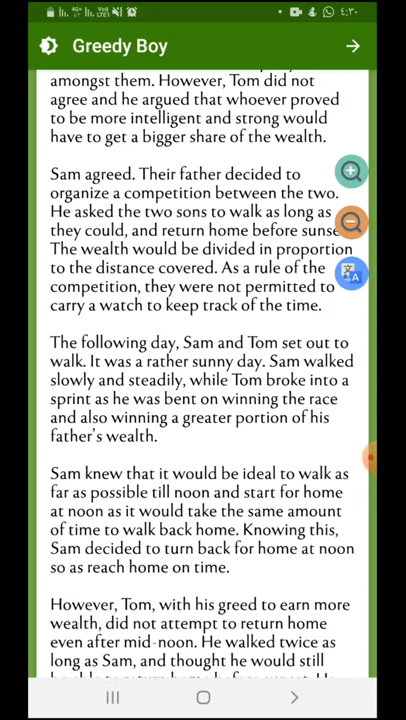 ٤:٣٠
Greedy Boy
amongst them. However, Tom did not
agree and he argued that whoever proved
to be more intelligent and strong would
have to get a bigger share of the wealth.
Sam agreed. Their father decided to
organize a competition between the two.
He asked the two sons to walk as long as
they could, and return home before sunse
The wealth would be divided in proportion
to the distance covered. As a rule of the
competition, they were not permitted to
carry a watch to keep track of the time.
The following day, Sam and Tom set out to
walk. It was a rather sunny day. Sam walked
slowly and steadily, while Tom broke into a
sprint as he was bent on winning the race
and also winning a greater portion of his
father's wealth.
Sam knew that it would be ideal to walk as
far as possible till noon and start for home
at noon as it would take the same amount
of time to walk back home. Knowing this,
Sam decided to turn back for home at noon
so as reach home on time.
However, Tom, with his greed to earn more
wealth, did not attempt to return home
even after mid-noon. He walked twice as
long as Sam, and thought he would still